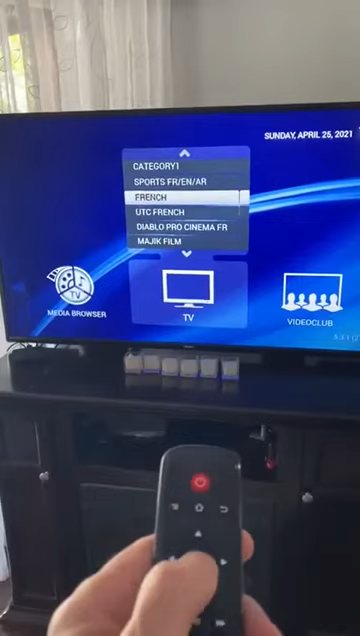 SUNDAY, APRIL 25, 2021
CATEGORY1
SPORTS FR/EN/AR
FRENCH
UTC FRENCH
DIABLO PRO CINEMA FR
MAJIK FILM
TV
MEDIA BROWSER
TV
VIDEOCLUB